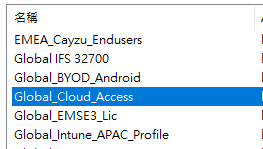 名稱
EMEA_Cayzu_Endusers
Global IFS 32700
Global_BYOD_Android
Global_Cloud_Access
Global_EMSE3_Lic
Global_Intune_APAC_Profile